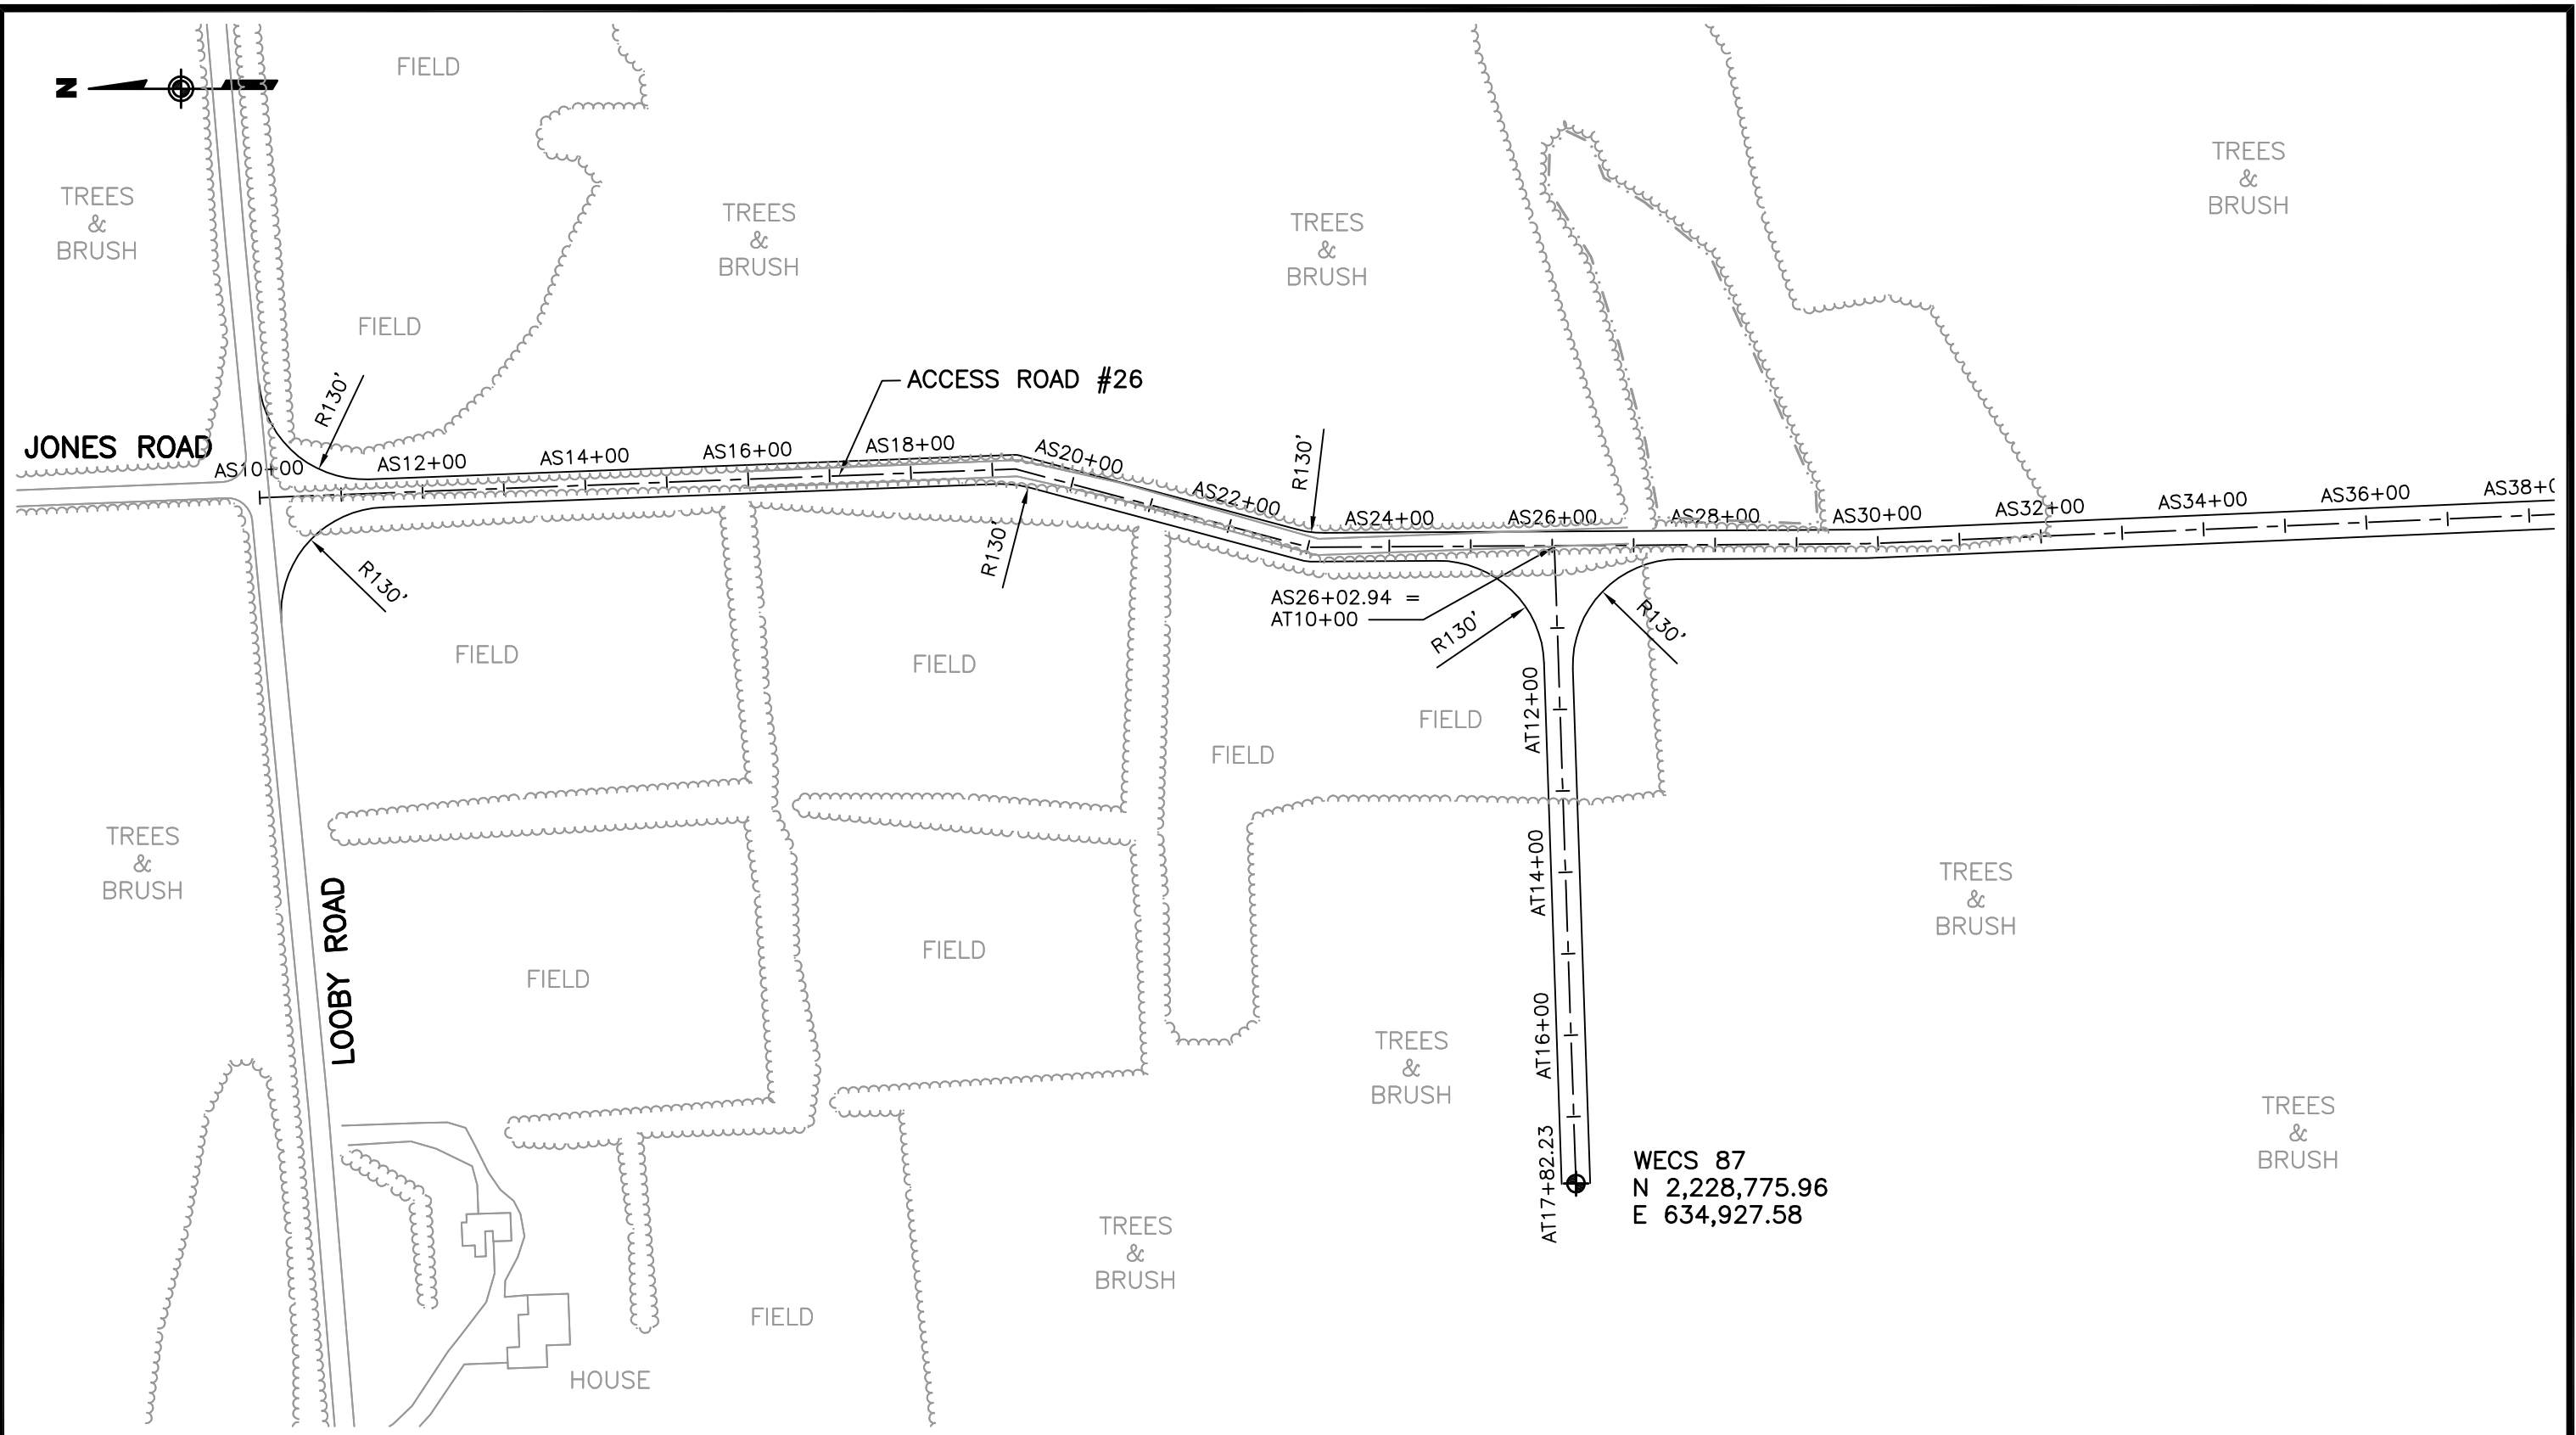 FIELD
N
TREES
&
BRUSH
TREES
&
BRUSH
TREES
&
BRUSH
TREES
&
BRUSH
FIELD
R130'
ACCESS ROAD #26
JONES ROAD
AS10+00
AS12+00
AS14+00
AS16+00
AS18+00
AS20+00
AS22+00
R130'
AS24+00
AS26+00
AS28+00
AS30+00
AS32+00
AS34+00
AS36+00
R130'
R130'
AS26+02.94 =
AT10+00
R130'
R130'
FIELD
FIELD
FIELD
FIELD
AT12+00
TREES
&
BRUSH
LOOBY ROAD
FIELD
FIELD
AT14+00
TREES
&
BRUSH
TREES
&
BRUSH
AT16+00
TREES
&
BRUSH
AT17+82.23
WECS 87
N 2,228,775.96
E 634,927.58
TREES
&
BRUSH
FIELD
HOUSE